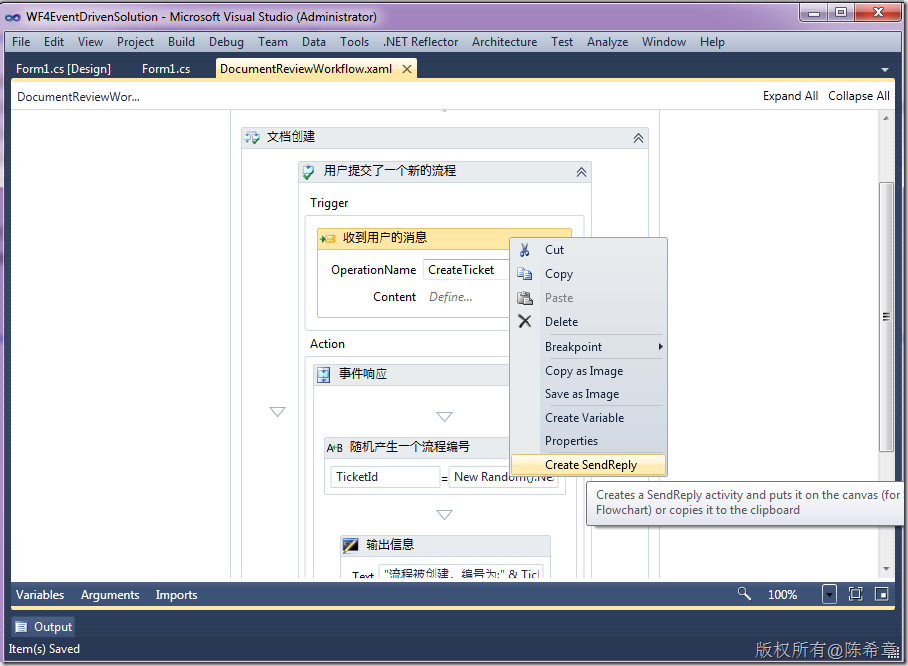 WF4EventDrivenSolution - Microsoft Visual Studio (Administrator)
File Edit View Project Build Debug Team Data Tools .NET Reflector Architecture Test Analyze Window Help
Form1.cs [Design] Form1.cs DocumentReviewWorkflow.xaml
DocumentReviewWor... Expand All Collapse All
文档创建
用户提交了一个新的流程
Trigger
收到用户的消息
OperationName CreateTicket
Content Define...
Cut
Copy
Paste
Delete
Breakpoint
Copy as Image
Save as Image
Create Variable
Properties
Create SendReply
Creates a SendReply activity and puts it on the canvas (for
Flowchart) or copies it to the clipboard
Action
事件响应
A+B 随机产生一个流程编号
TicketId = New Random().Ne
输出信息
Text "流程被创建，编号为:" & Tick
Variables Arguments Imports 100%
Output
Item(s) Saved
版权所有@陈希章